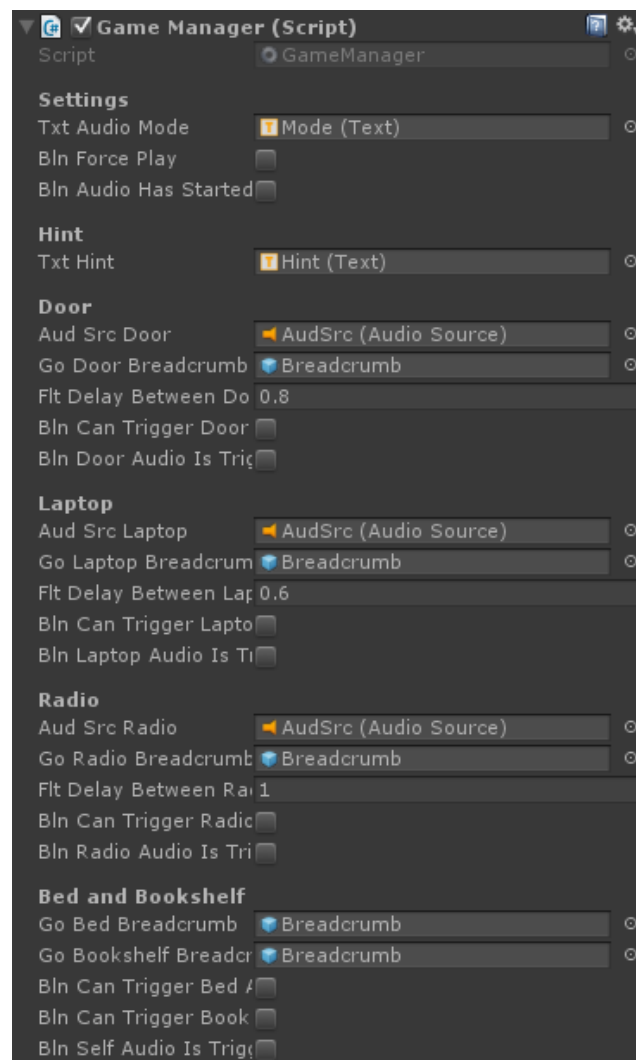 Game Manager (Script)
Script GameManager
Settings
Txt Audio Mode Mode (Text)
Bln Force Play
Bln Audio Has Started
Hint
Txt Hint Hint (Text)
Door
Aud Src Door AudSrc (Audio Source)
Go Door Breadcrumb Breadcrumb
Flt Delay Between Do 0.8
Bln Can Trigger Door
Bln Door Audio Is Trig
Laptop
Aud Src Laptop AudSrc (Audio Source)
Go Laptop Breadcrum Breadcrumb
Flt Delay Between Lap 0.6
Bln Can Trigger Lapto
Bln Laptop Audio Is Tr
Radio
Aud Src Radio AudSrc (Audio Source)
Go Radio Breadcrumb Breadcrumb
Flt Delay Between Rad 1
Bln Can Trigger Radio
Bln Radio Audio Is Tri
Bed and Bookshelf
Go Bed Breadcrumb Breadcrumb
Go Bookshelf Breadcr Breadcrumb
Bln Can Trigger Bed A
Bln Can Trigger Book
Bln Self Audio Is Trigg